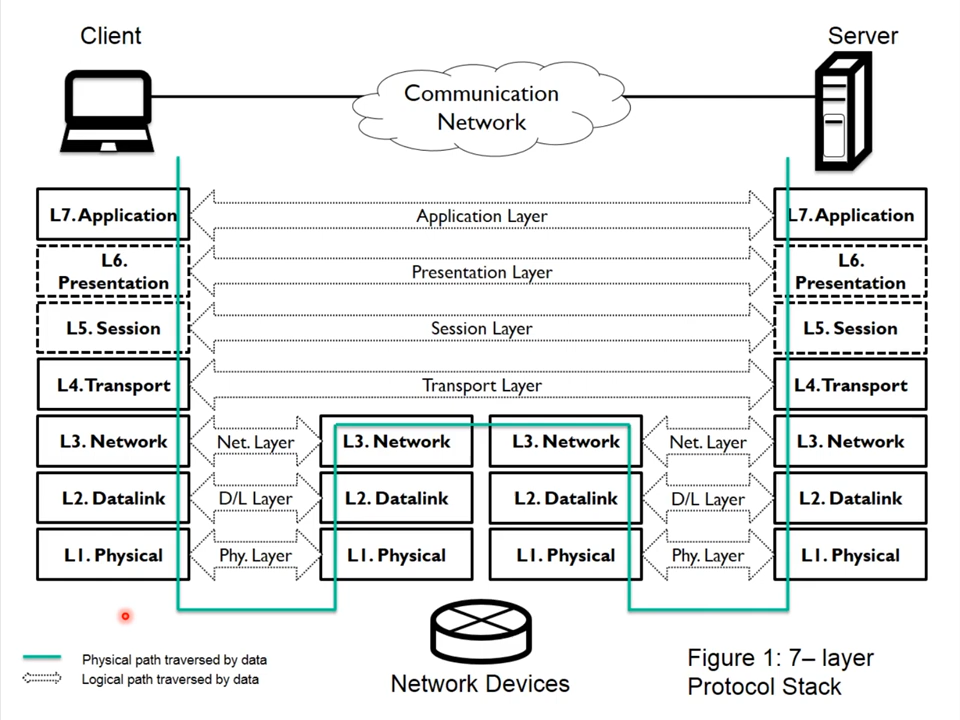 Client
Server
Communication
Network
L7. Application
Application Layer
L7. Application
L6.
Presentation
Presentation Layer
L6.
Presentation
L5. Session
Session Layer
L5. Session
L4. Transport
Transport Layer
L4. Transport
L3. Network
Net. Layer
L3. Network
L3. Network
Net. Layer
L3. Network
L2. Datalink
D/L Layer
L2. Datalink
L2. Datalink
D/L Layer
L2. Datalink
L1. Physical
Phy. Layer
L1. Physical
L1. Physical
Phy. Layer
L1. Physical
Physical path traversed by data
Logical path traversed by data
Network Devices
Figure 1: 7– layer
Protocol Stack